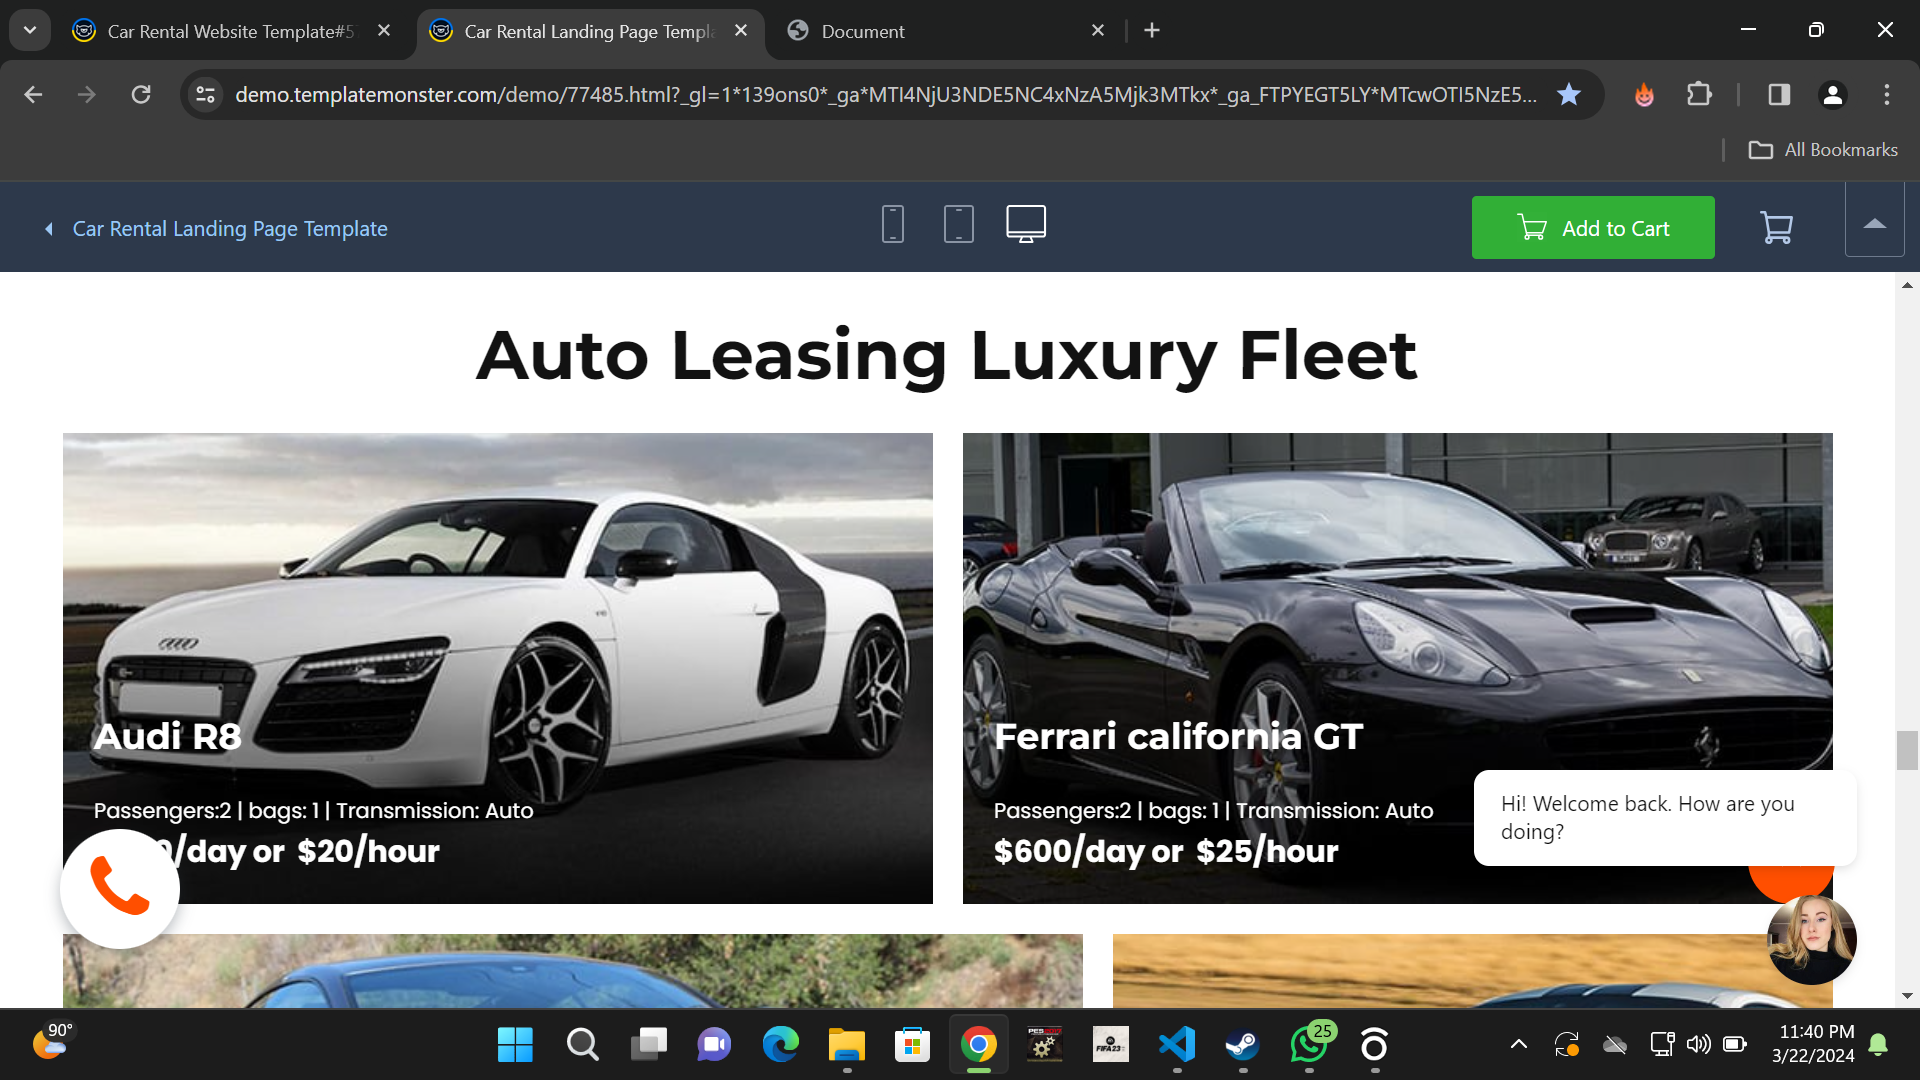 Car Rental Website Template#5
Car Rental Landing Page Templa
Document
demo.templatemonster.com/demo/77485.html?_gl=1*139ons0*_ga*MTI4NjU3NDE5NC4xNzA5Mjk3MTkx*_ga_FTPYEGT5LY*MTcwOTI5NzE5...
All Bookmarks
Car Rental Landing Page Template
Add to Cart
Auto Leasing Luxury Fleet
Audi R8
Passengers:2 | bags: 1 | Transmission: Auto
/day or $20/hour
Ferrari california GT
Passengers:2 | bags: 1 | Transmission: Auto
$600/day or $25/hour
Hi! Welcome back. How are you
doing?
90°
PES
FIFA 23
25
11:40 PM
3/22/2024